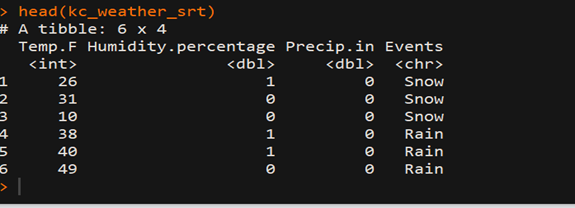 > head(kc_weather_srt)
# A tibble: 6 x 4
Temp.F Humidity.percentage Precip.in Events
<int> <dbl> <dbl> <chr>
1 26 1 0 Snow
2 31 0 0 Snow
3 10 0 0 Snow
4 38 1 0 Rain
5 40 1 0 Rain
6 49 0 0 Rain
>